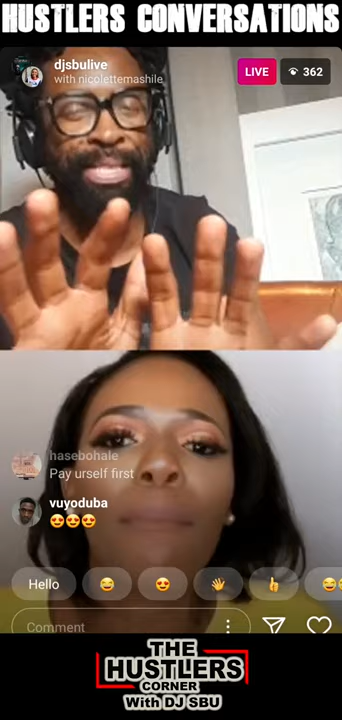 HUSTLERS CONVERSATIONS
djsbulive
with nicolettemashile
LIVE
362
hasebohale
Pay urself first
vuyoduba
😍😍😍
Hello
Comment
THE
HUSTLERS
CORNER
With DJ SBU